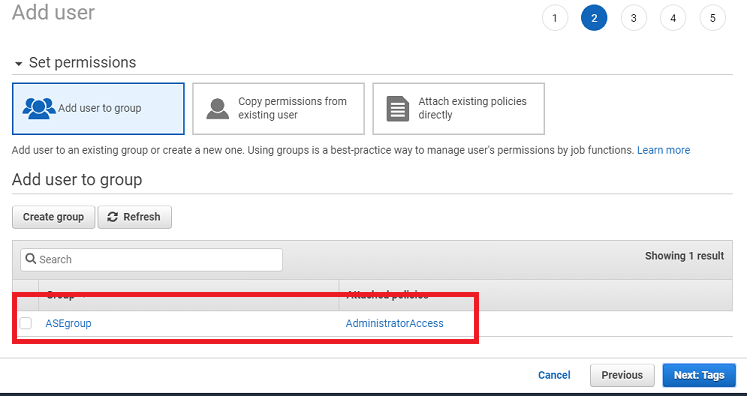 Add user
1 2 3 4 5
Set permissions
Add user to group
Copy permissions from
existing user
Attach existing policies
directly
Add user to an existing group or create a new one. Using groups is a best-practice way to manage user's permissions by job functions. Learn more
Add user to group
Create group Refresh
Search
Showing 1 result
Group Attached policies
ASEgroup AdministratorAccess
Cancel Previous Next: Tags